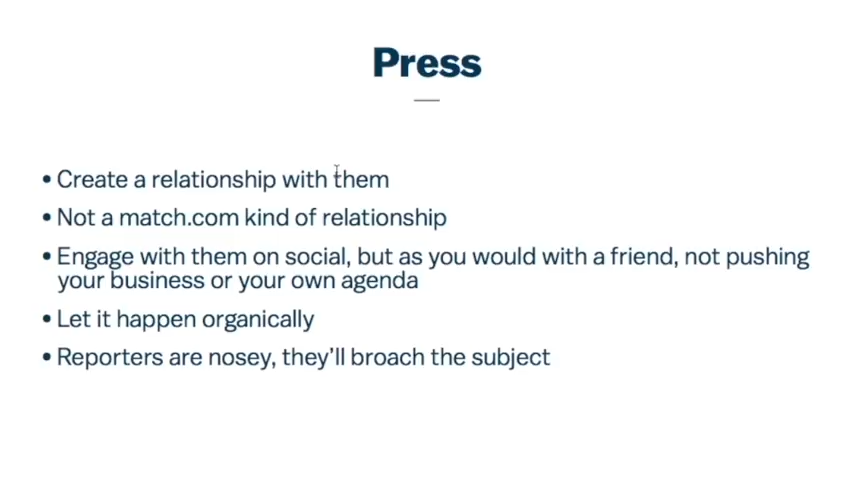 Press
• Create a relationship with them
• Not a match.com kind of relationship
• Engage with them on social, but as you would with a friend, not pushing
your business or your own agenda
• Let it happen organically
• Reporters are nosey, they'll broach the subject